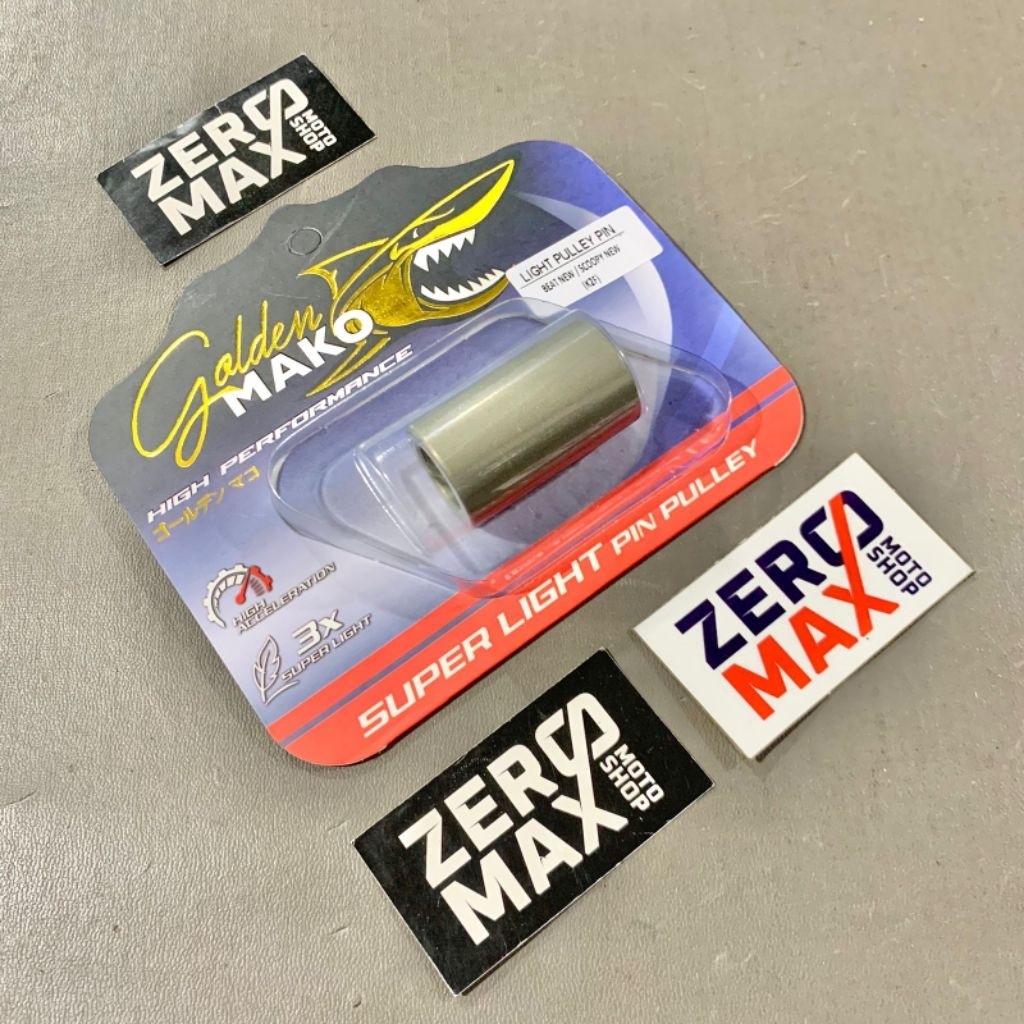 ZERO
MAX
MOTO
SHOP
Golden
MAKO
HIGH PERFORMANCE
ゴールデン マコ
LIGHT PULLEY PIN
BEAT NEW / SCOOPY NEW
(K2F)
HIGH
ACCELERATION
3x
SUPER LIGHT
SUPER LIGHT PIN PULLEY
ZERO
MAX
MOTO
SHOP
ZERO
MAX
MOTO
SHOP